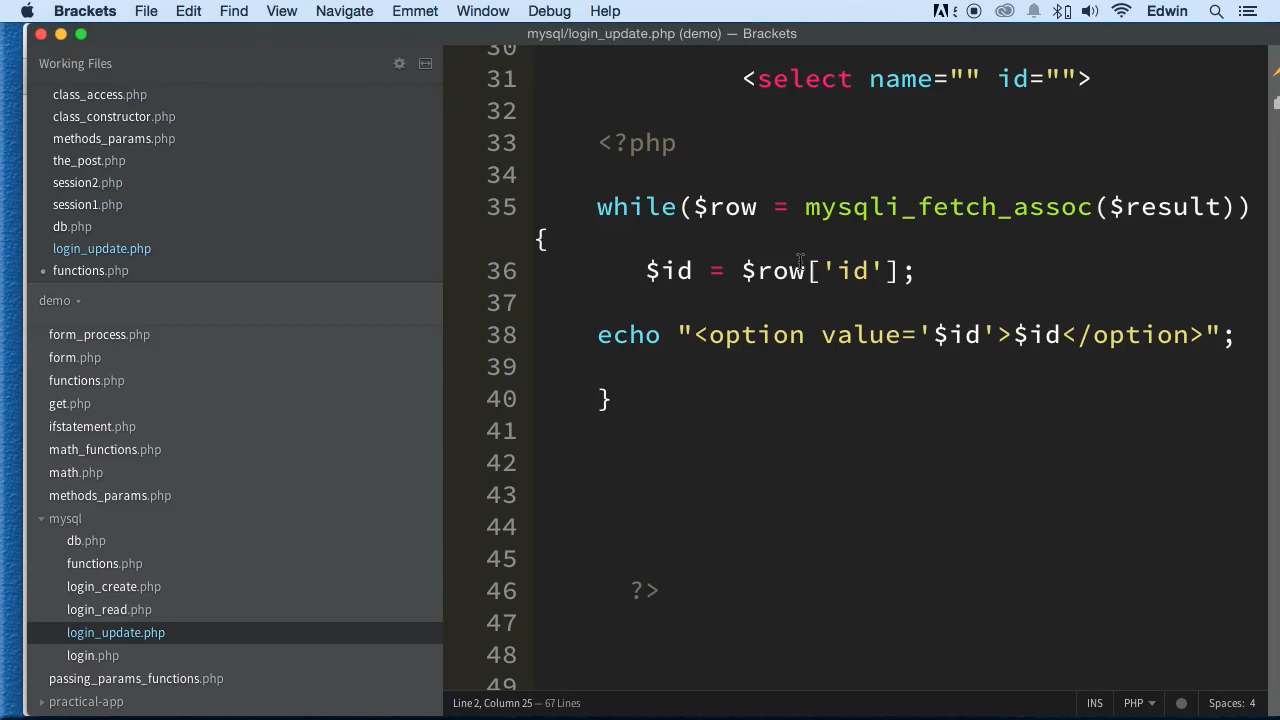 Brackets File Edit Find View Navigate Emmet Window Debug Help Edwin
mysql/login_update.php (demo) — Brackets
Working Files
class_access.php
class_constructor.php
methods_params.php
the_post.php
session2.php
session1.php
db.php
login_update.php
functions.php
demo
form_process.php
form.php
functions.php
get.php
ifstatement.php
math_functions.php
math.php
methods_params.php
mysql
db.php
functions.php
login_create.php
login_read.php
login_update.php
login.php
passing_params_functions.php
practical-app
30
31 <select name="" id="">
32
33 <?php
34
35 while($row = mysqli_fetch_assoc($result))
{
36 $id = $row['id'];
37
38 echo "<option value='$id'>$id</option>";
39
40 }
41
42
43
44
45
46 ?>
47
48
49
Line 2, Column 25 — 67 Lines INS PHP Spaces: 4